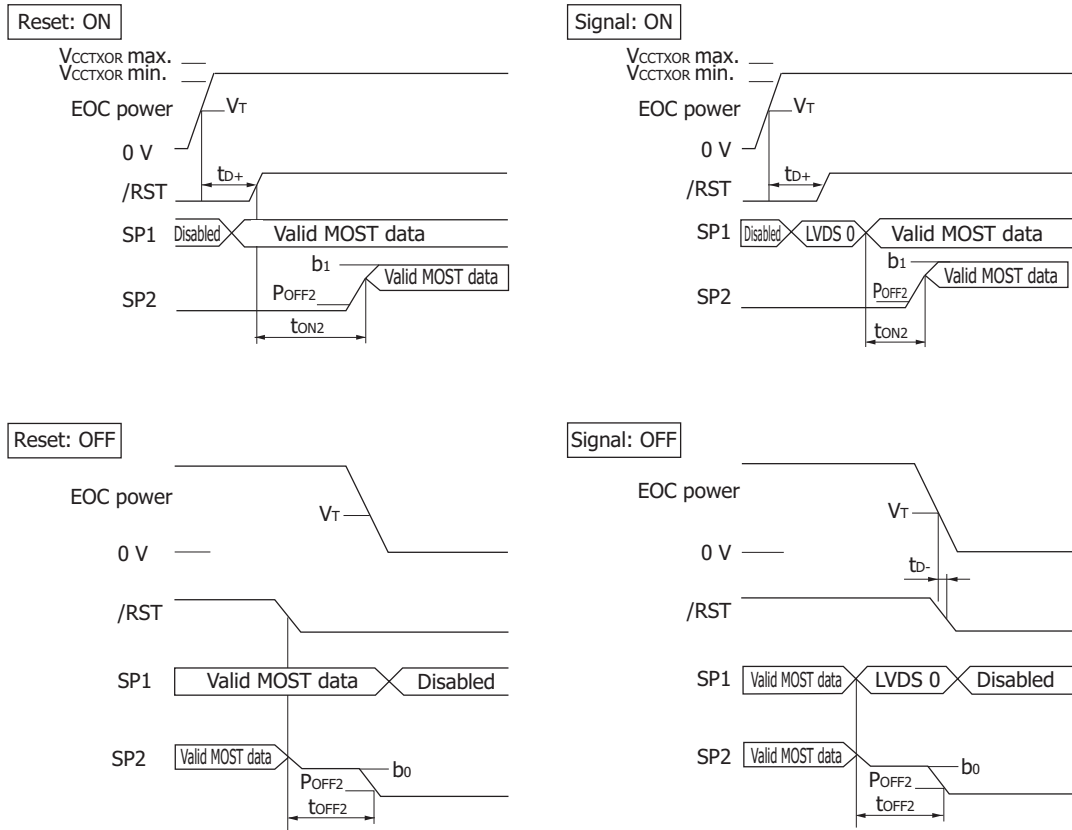 Reset: ON
VCCTXOR max.
VCCTXOR min.
EOC power
VT
0 V
tD+
/RST
SP1
Disabled
Valid MOST data
b1
Valid MOST data
POFF2
SP2
tON2
Signal: ON
VCCTXOR max.
VCCTXOR min.
EOC power
VT
0 V
tD+
/RST
SP1
Disabled
LVDS 0
Valid MOST data
b1
Valid MOST data
POFF2
SP2
tON2
Reset: OFF
EOC power
VT
0 V
/RST
SP1
Valid MOST data
Disabled
SP2
Valid MOST data
b0
POFF2
tOFF2
Signal: OFF
EOC power
VT
0 V
tD-
/RST
SP1
Valid MOST data
LVDS 0
Disabled
SP2
Valid MOST data
b0
POFF2
tOFF2